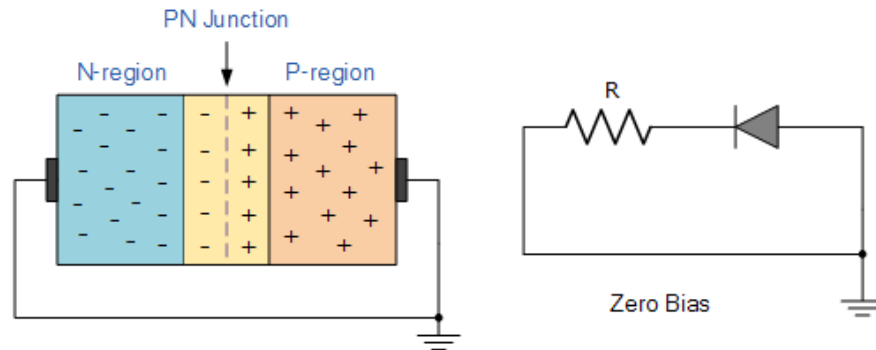 PN Junction
N-region
P-region
R
Zero Bias